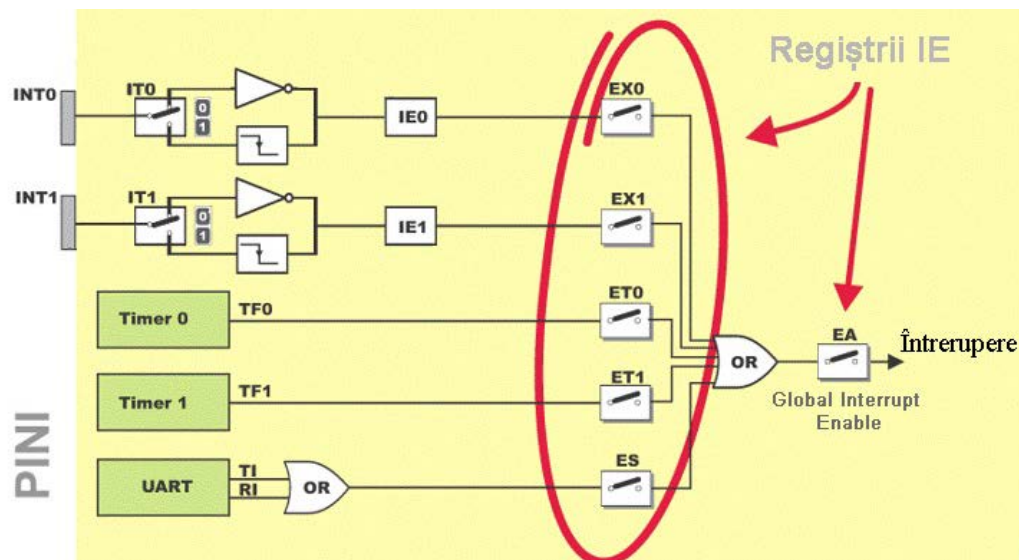 Regiștrii IE
INT0
IT0
0
1
IE0
EX0
INT1
IT1
0
1
IE1
EX1
Timer 0
TF0
ET0
OR
EA
Întrerupere
Global Interrupt
Enable
Timer 1
TF1
ET1
UART
TI
RI
OR
ES
PINI